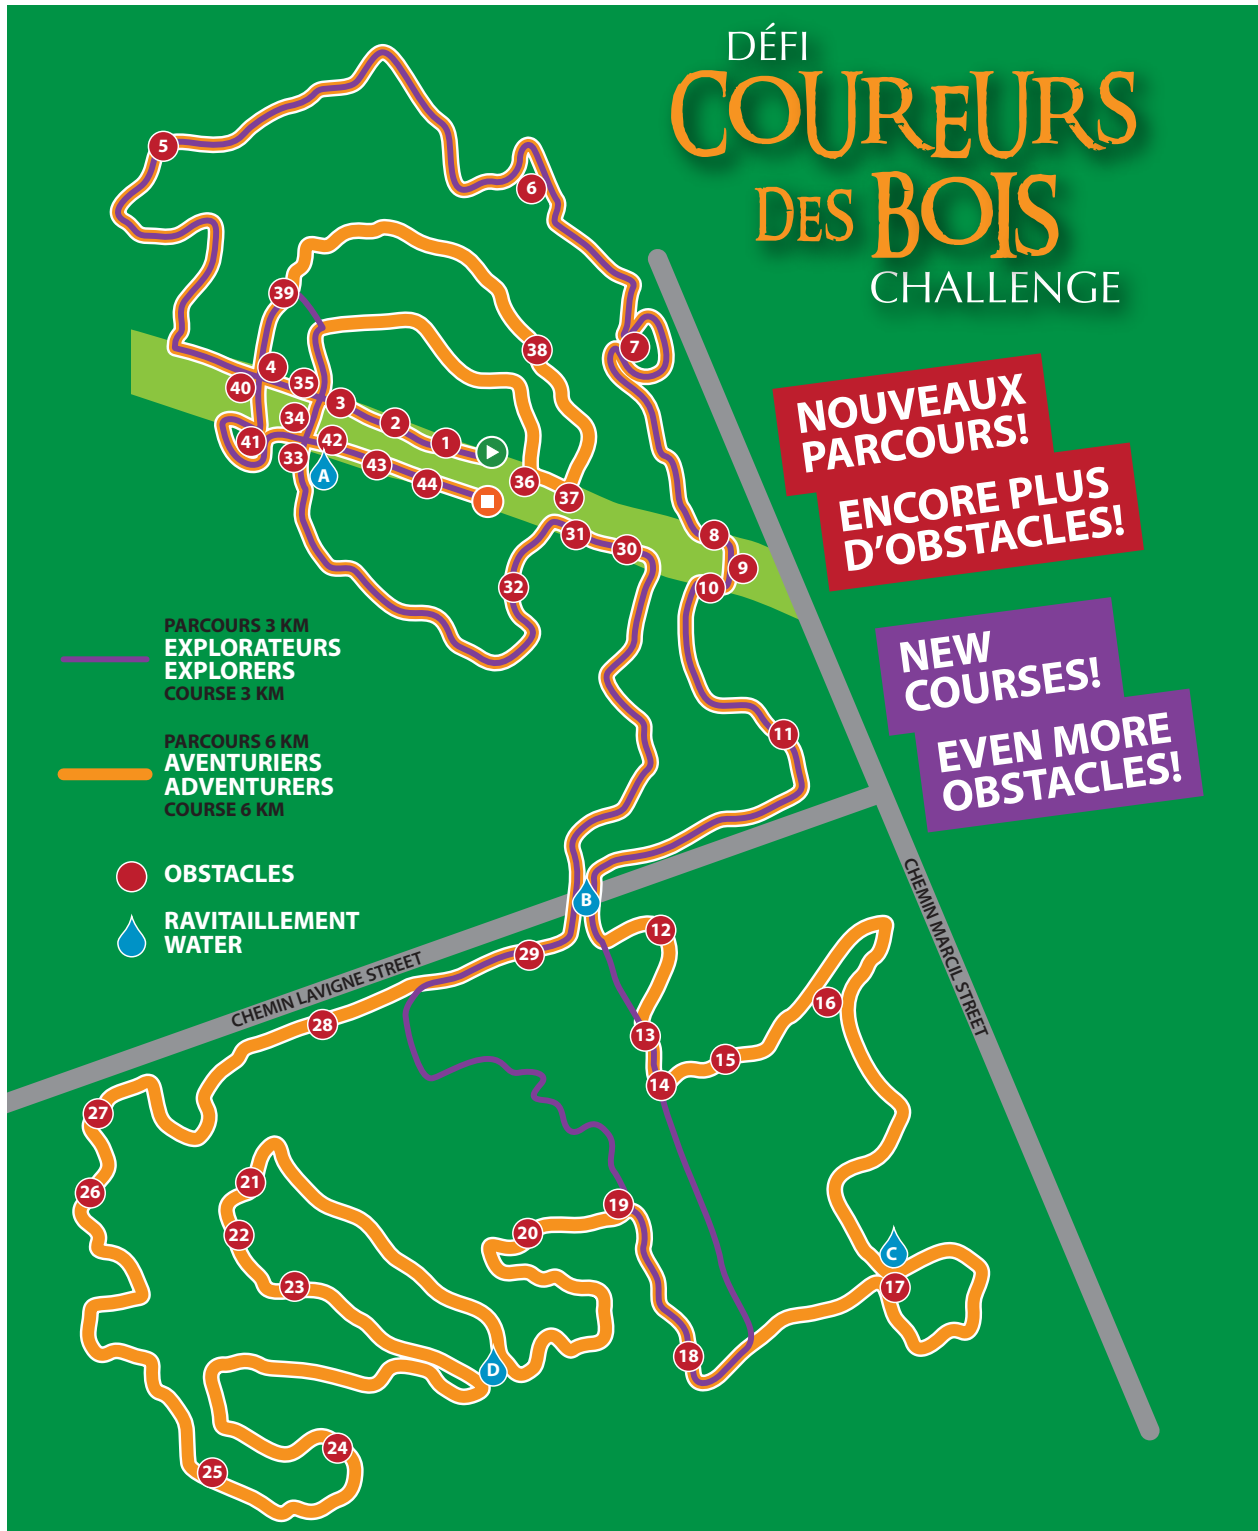 DÉFI
COUREURS
DES BOIS
CHALLENGE
NOUVEAUX
PARCOURS!
ENCORE PLUS
D'OBSTACLES!
NEW
COURSES!
EVEN MORE
OBSTACLES!
PARCOURS 3 KM
EXPLORATEURS
EXPLORERS
COURSE 3 KM
PARCOURS 6 KM
AVENTURIERS
ADVENTURERS
COURSE 6 KM
OBSTACLES
RAVITAILLEMENT
WATER
CHEMIN LAVIGNE STREET
CHEMIN MARCIL STREET
5
6
39
7
38
4
40
35
3
34
2
41
42
1
33
43
A
44
36
37
31
30
8
9
10
32
11
B
12
29
16
28
13
15
14
27
26
21
19
22
20
C
23
17
18
D
24
25